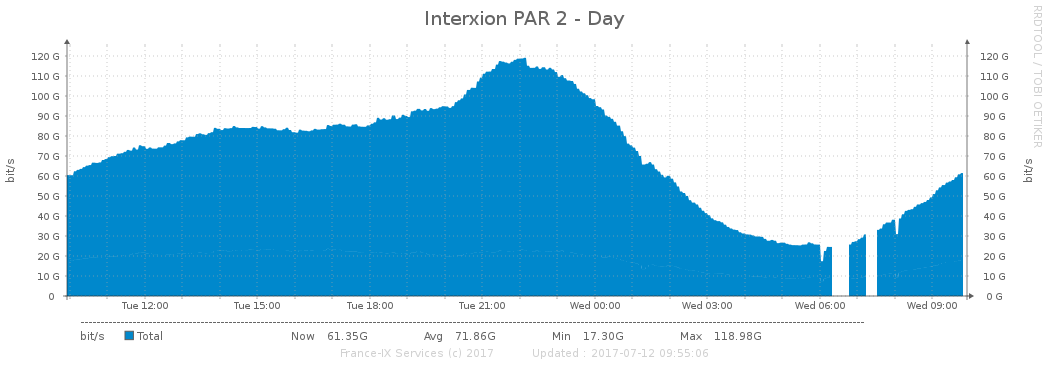 Interxion PAR 2 - Day
RRDTOOL / TOBI OETIKER
bit/s
bit/s
120 G 120 G
110 G 110 G
100 G 100 G
90 G 90 G
80 G 80 G
70 G 70 G
60 G 60 G
50 G 50 G
40 G 40 G
30 G 30 G
20 G 20 G
10 G 10 G
0 0 G
Tue 12:00 Tue 15:00 Tue 18:00 Tue 21:00 Wed 00:00 Wed 03:00 Wed 06:00 Wed 09:00
bit/s Total Now 61.35G Avg 71.86G Min 17.30G Max 118.98G
France-IX Services (c) 2017 Updated : 2017-07-12 09:55:06